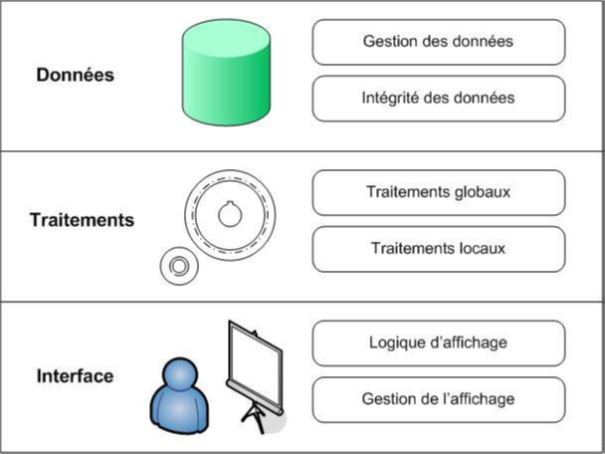 Données
Gestion des données
Intégrité des données
Traitements
Traitements globaux
Traitements locaux
Interface
Logique d'affichage
Gestion de l'affichage